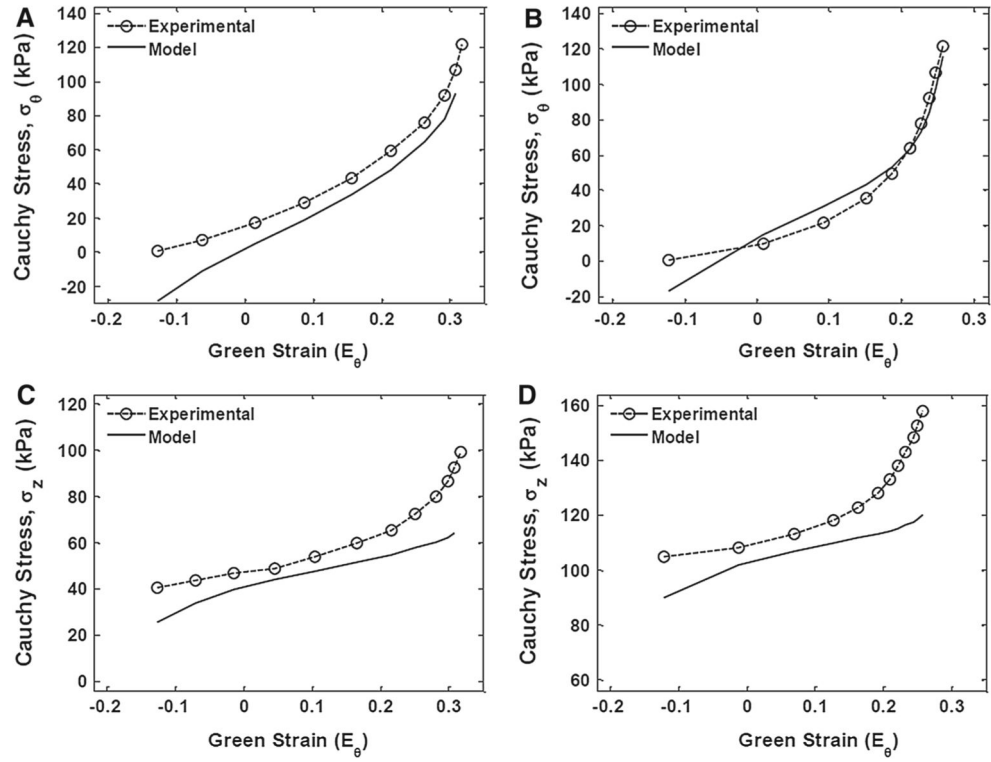 A
Experimental
Model
Cauchy Stress, σθ (kPa)
140
120
100
80
60
40
20
0
-20
-0.2 -0.1 0 0.1 0.2 0.3
Green Strain (Eθ)
B
Experimental
Model
Cauchy Stress, σθ (kPa)
140
120
100
80
60
40
20
0
-20
-0.2 -0.1 0 0.1 0.2 0.3
Green Strain (Eθ)
C
Experimental
Model
Cauchy Stress, σz (kPa)
120
100
80
60
40
20
0
-0.2 -0.1 0 0.1 0.2 0.3
Green Strain (Eθ)
D
Experimental
Model
Cauchy Stress, σz (kPa)
160
140
120
100
80
60
-0.2 -0.1 0 0.1 0.2 0.3
Green Strain (Eθ)